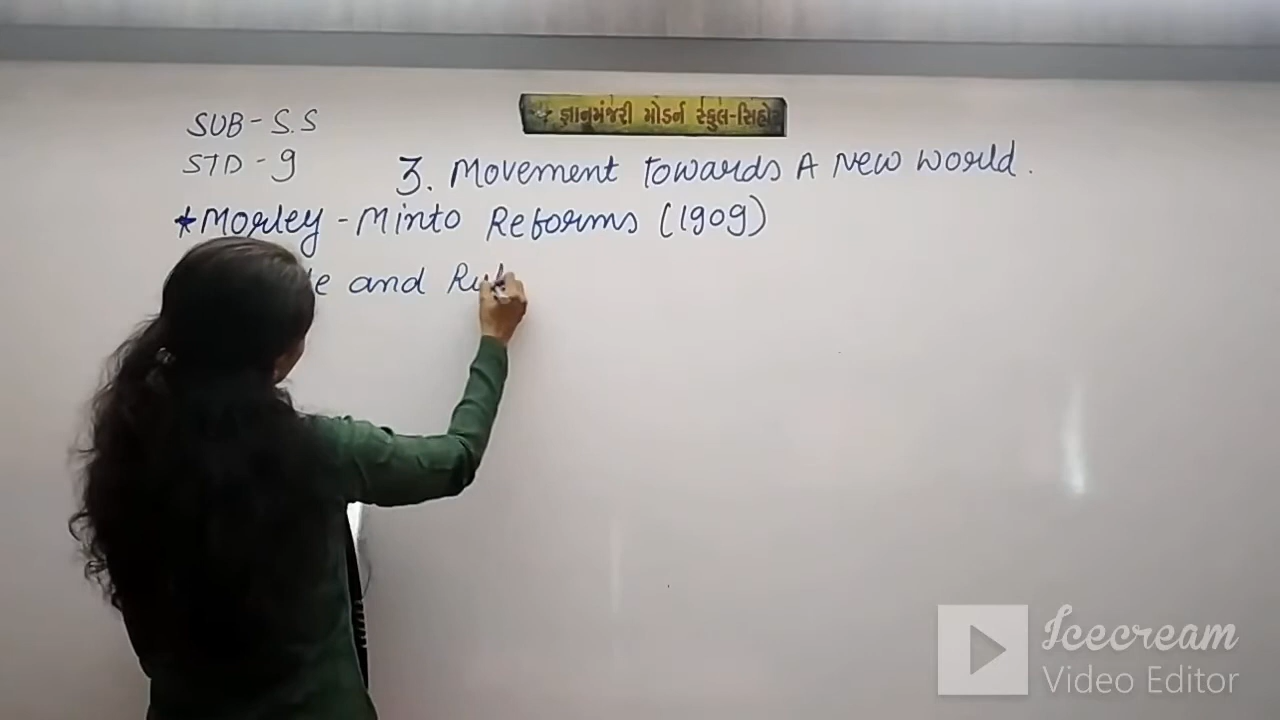 જ્ઞાનમંજરી મોડર્ન સ્કુલ-સિહોર
SUB - S.S
STD - 9
3. Movement Towards A New World.
*Morley - Minto Reforms (1909)
and
Icecream
Video Editor